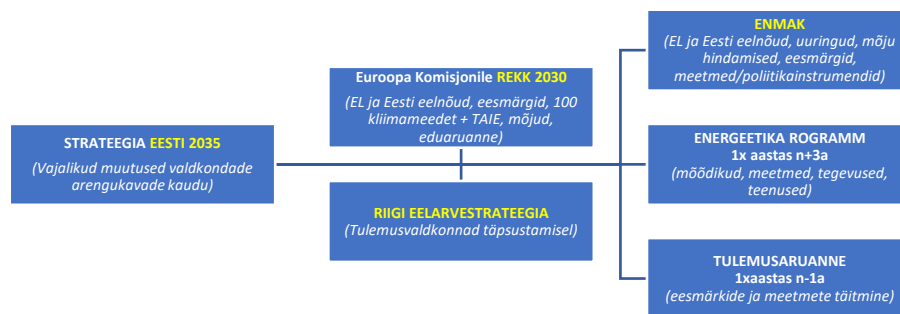 STRATEEGIA EESTI 2035
(Vajalikud muutused valdkondade
arengukavade kaudu)
Euroopa Komisjonile REKK 2030
(EL ja Eesti eelnõud, eesmärgid, 100
kliimameedet + TAIE, mõjud,
eduaruanne)
RIIGI EELARVESTRATEEGIA
(Tulemusvaldkonnad täpsustamisel)
ENMAK
(EL ja Eesti eelnõud, uuringud, mõju
hindamised, eesmärgid,
meetmed/poliitikainstrumendid)
ENERGEETIKA ROGRAMM
1x aastas n+3a
(mõõdikud, meetmed, tegevused,
teenused)
TULEMUSARUANNE
1xaastas n-1a
(eesmärkide ja meetmete täitmine)